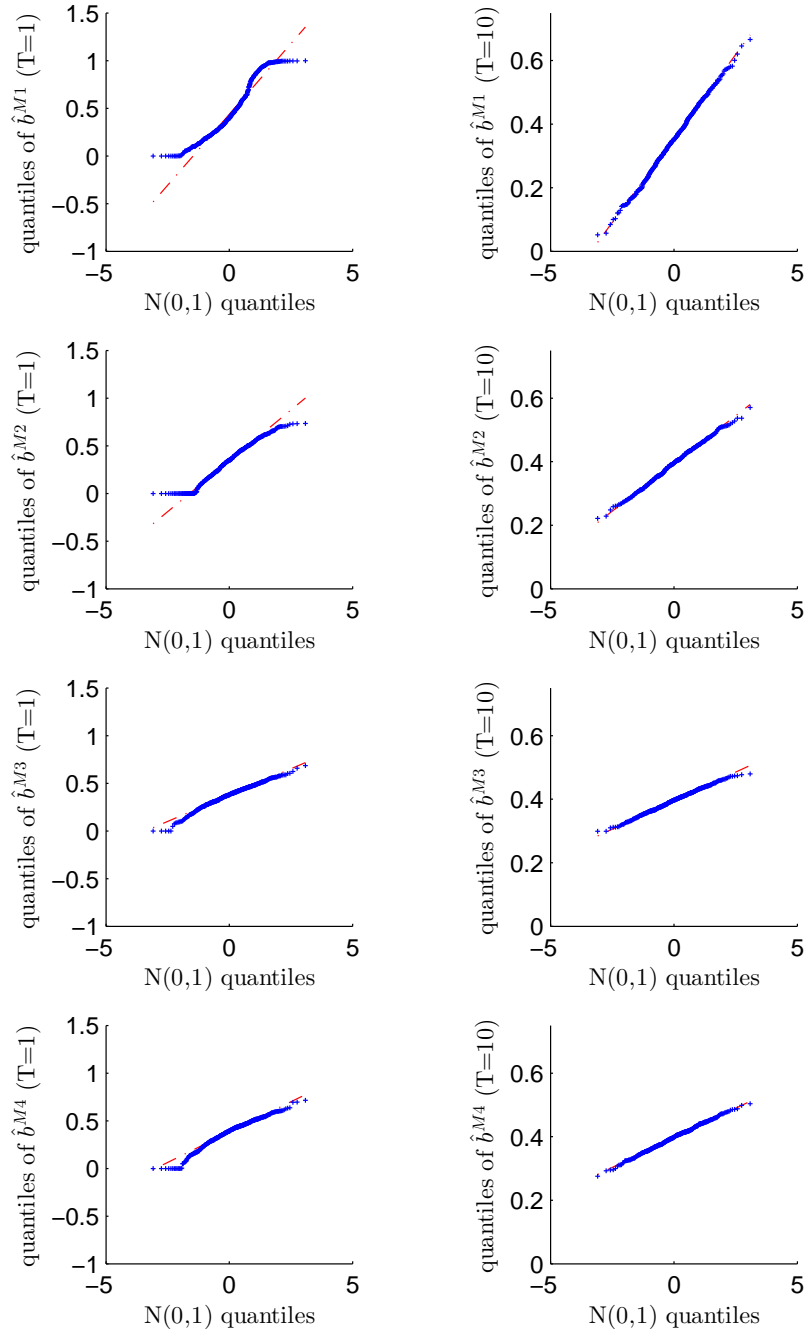 quantiles of b̂^{M1} (T=1)
1.5
1
0.5
0
−0.5
−1
−5 0 5
N(0,1) quantiles
quantiles of b̂^{M1} (T=10)
0.6
0.4
0.2
0
−5 0 5
N(0,1) quantiles
quantiles of b̂^{M2} (T=1)
1.5
1
0.5
0
−0.5
−1
−5 0 5
N(0,1) quantiles
quantiles of b̂^{M2} (T=10)
0.6
0.4
0.2
0
−5 0 5
N(0,1) quantiles
quantiles of b̂^{M3} (T=1)
1.5
1
0.5
0
−0.5
−1
−5 0 5
N(0,1) quantiles
quantiles of b̂^{M3} (T=10)
0.6
0.4
0.2
0
−5 0 5
N(0,1) quantiles
quantiles of b̂^{M4} (T=1)
1.5
1
0.5
0
−0.5
−1
−5 0 5
N(0,1) quantiles
quantiles of b̂^{M4} (T=10)
0.6
0.4
0.2
0
−5 0 5
N(0,1) quantiles